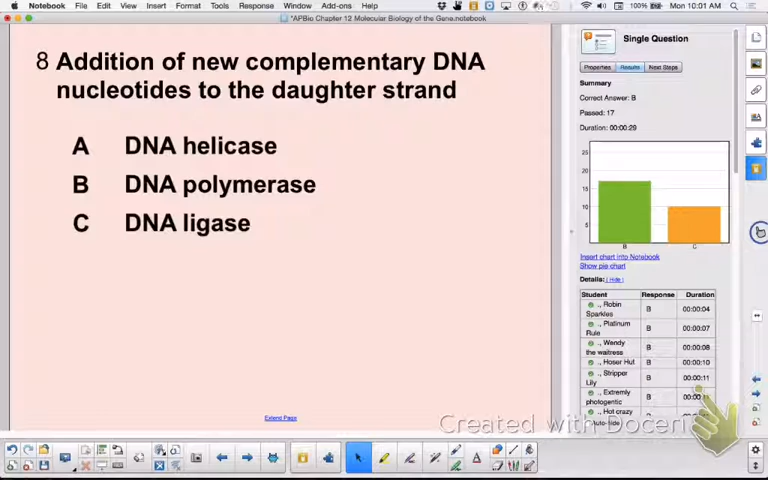 Notebook File Edit View Insert Format Tools Response Window Add-ons Help 100% Mon 10:01 AM
*APBio Chapter 12 Molecular Biology of the Gene.notebook
8 Addition of new complementary DNA
nucleotides to the daughter strand
A DNA helicase
B DNA polymerase
C DNA ligase
Extend Page
Single Question
Properties Results Next Steps
Summary
Correct Answer: B
Passed: 17
Duration: 00:00:29
25
20
15
10
5
B C
Insert chart into Notebook
Show pie chart
Details: ( Hide )
Student Response Duration
., Robin
Sparkles B 00:00:04
., Platinum
Rule B 00:00:07
., Wendy
the waitress B 00:00:08
., Hoser Hut B 00:00:10
., Stripper
Lily B 00:00:11
., Extremely
photogentic B
., Hot crazy
B
Created with Doceri